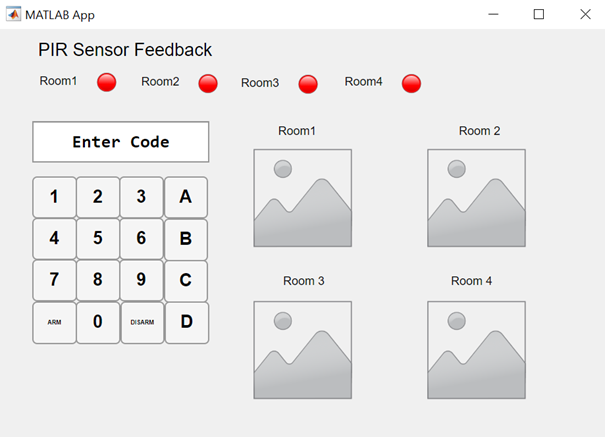 MATLAB App
PIR Sensor Feedback
Room1 Room2 Room3 Room4
Enter Code
1 2 3 A
4 5 6 B
7 8 9 C
ARM 0 DISARM D
Room1 Room 2
Room 3 Room 4